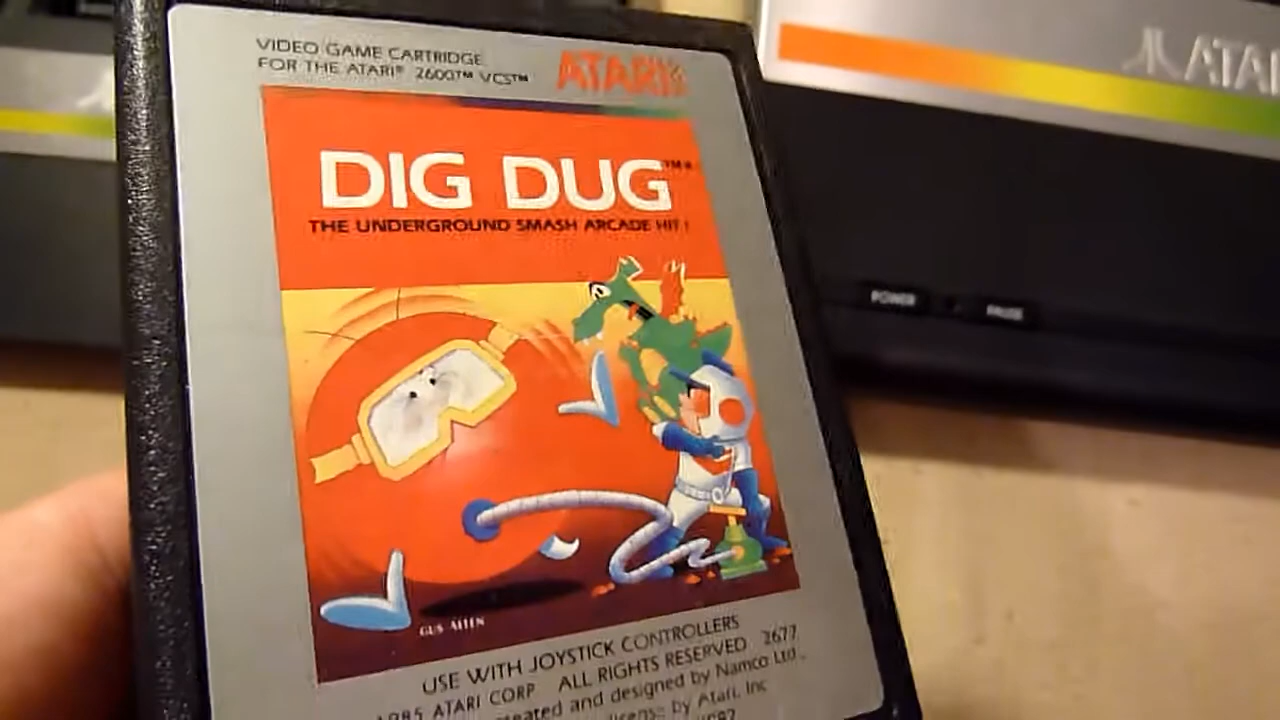 VIDEO GAME CARTRIDGE
FOR THE ATARI® 2600™ VCS™
ATARI®
ATARI
DIG DUG™
THE UNDERGROUND SMASH ARCADE HIT!
POWER
PAUSE
GUS ALLEN
USE WITH JOYSTICK CONTROLLERS
1985 ATARI CORP ALL RIGHTS RESERVED 2677
created and designed by Namco Ltd.,
license by Atari, Inc